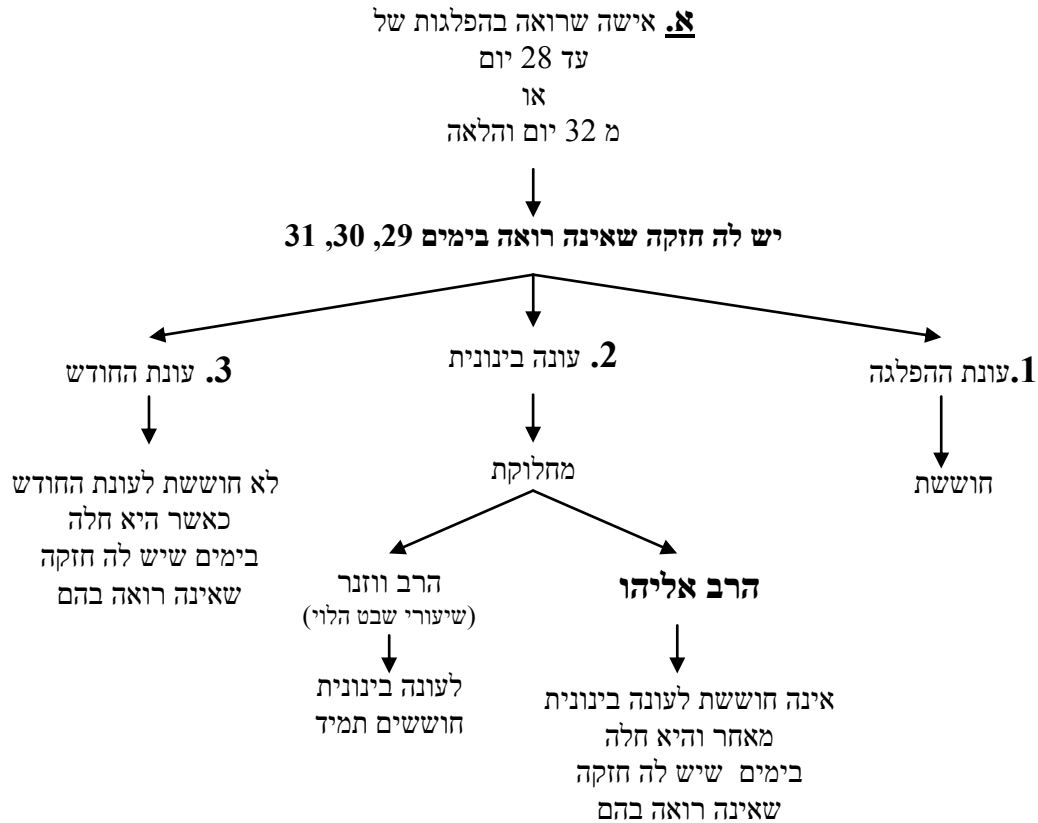 א. אישה שרואה בהפלגות של
עד 28 יום
או
מ 32 יום והלאה
יש לה חזקה שאינה רואה בימים 29, 30, 31
1. עונת ההפלגה
חוששת
2. עונה בינונית
מחלוקת
הרב אליהו
אינה חוששת לעונה בינונית
מאחר והיא חלה
בימים שיש לה חזקה
שאינה רואה בהם
הרב ווזנר
(שיעורי שבט הלוי)
לעונה בינונית
חוששים תמיד
3. עונת החודש
לא חוששת לעונת החודש
כאשר היא חלה
בימים שיש לה חזקה
שאינה רואה בהם